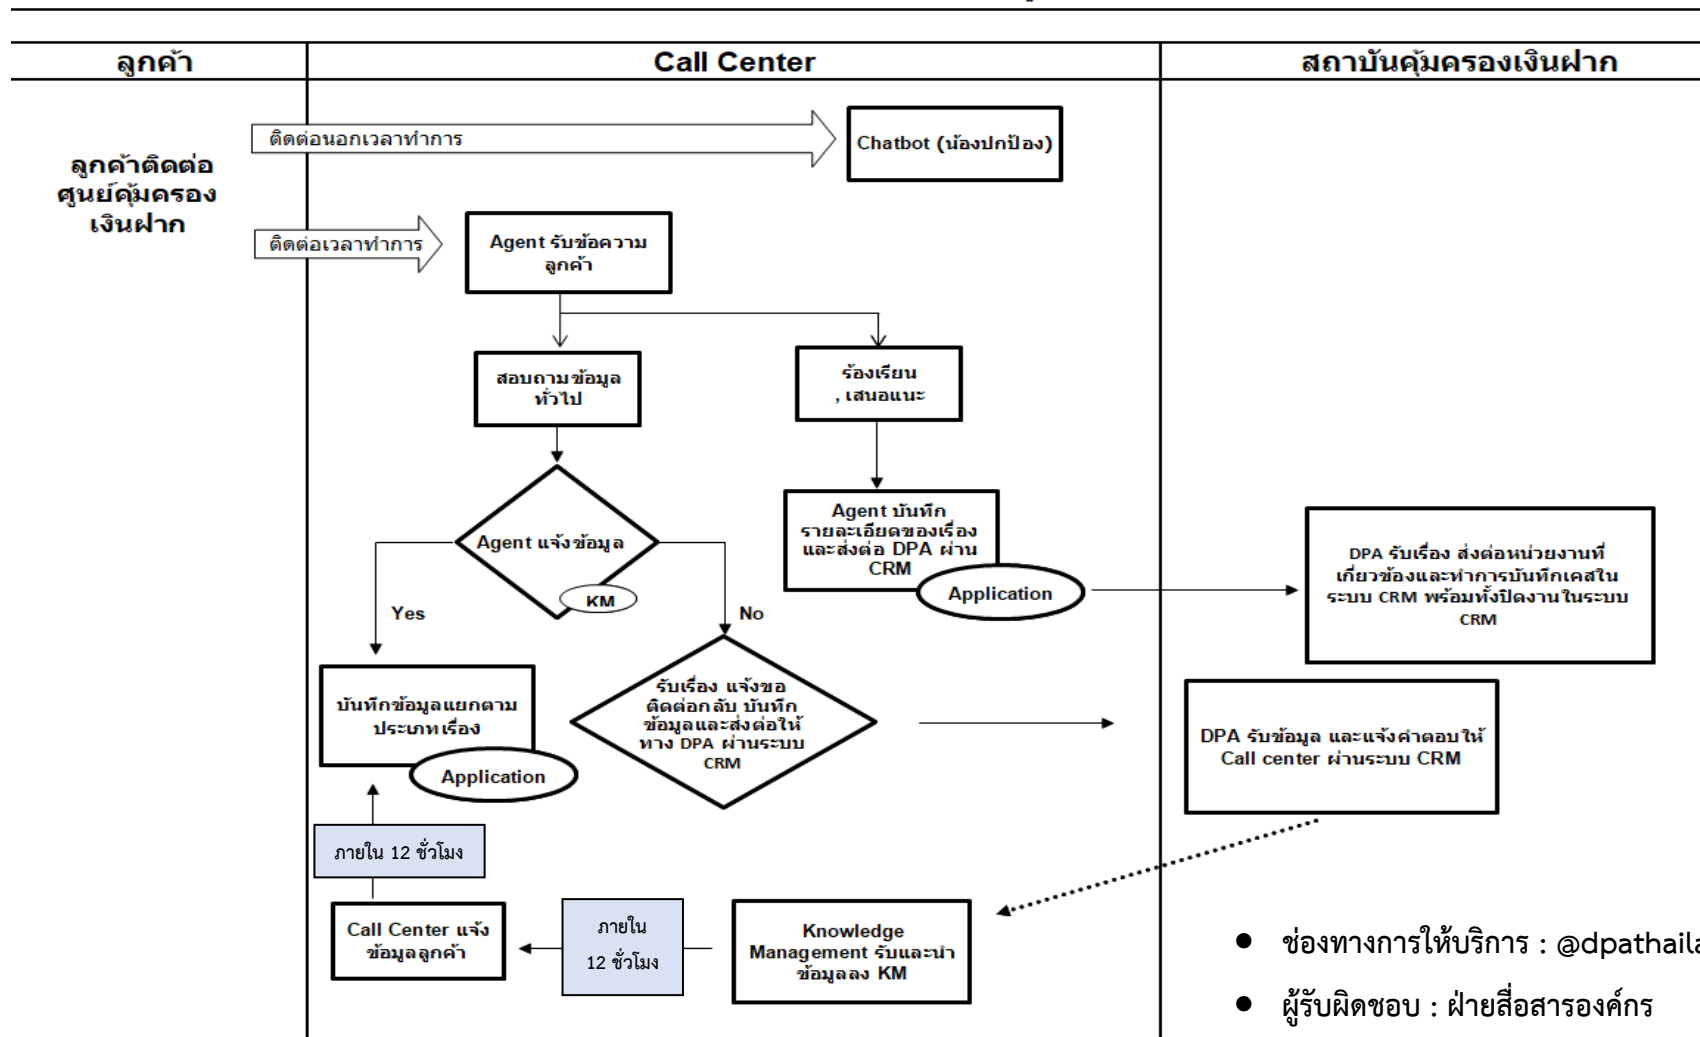 ลูกค้า
Call Center
สถาบันคุ้มครองเงินฝาก
ลูกค้าติดต่อ
ศูนย์คุ้มครอง
เงินฝาก
ติดต่อนอกเวลาทำการ
Chatbot (น้องปกป้อง)
ติดต่อเวลาทำการ
Agent รับข้อความ
ลูกค้า
สอบถามข้อมูล
ทั่วไป
ร้องเรียน
, เสนอแนะ
Agent แจ้งข้อมูล
KM
Yes
No
Agent บันทึก
รายละเอียดของเรื่อง
และส่งต่อ DPA ผ่าน
CRM
Application
DPA รับเรื่อง ส่งต่อหน่วยงานที่
เกี่ยวข้องและทำการบันทึกเคสใน
ระบบ CRM พร้อมทั้งปิดงานในระบบ
CRM
บันทึกข้อมูลแยกตาม
ประเภทเรื่อง
Application
รับเรื่อง แจ้งขอ
ติดต่อกลับ บันทึก
ข้อมูลและส่งต่อให้
ทาง DPA ผ่านระบบ
CRM
DPA รับข้อมูล และแจ้งคำตอบให้
Call center ผ่านระบบ CRM
ภายใน 12 ชั่วโมง
Call Center แจ้ง
ข้อมูลลูกค้า
ภายใน
12 ชั่วโมง
Knowledge
Management รับและนำ
ข้อมูลลง KM
● ช่องทางการให้บริการ : @dpathaila
● ผู้รับผิดชอบ : ฝ่ายสื่อสารองค์กร